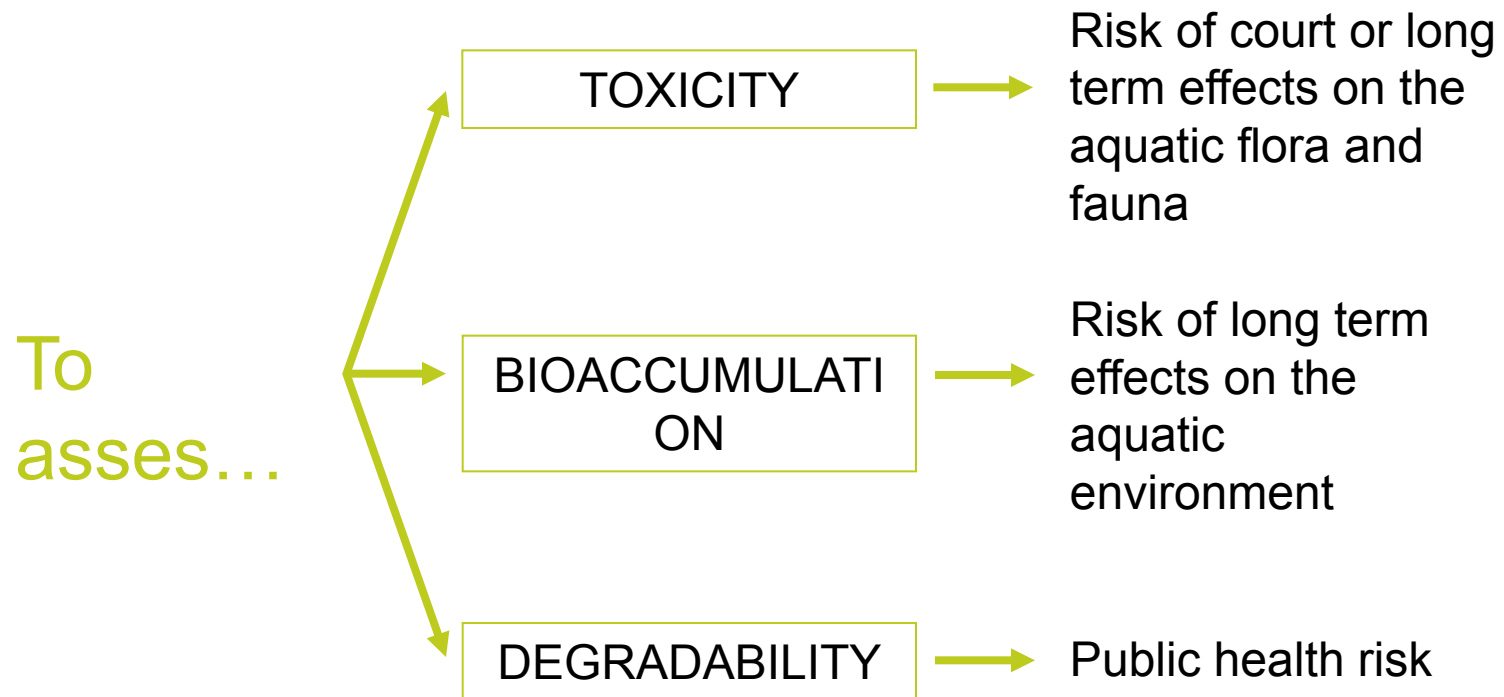 To
asses…
TOXICITY
Risk of court or long
term effects on the
aquatic flora and
fauna
BIOACCUMULATI
ON
Risk of long term
effects on the
aquatic
environment
DEGRADABILITY
Public health risk